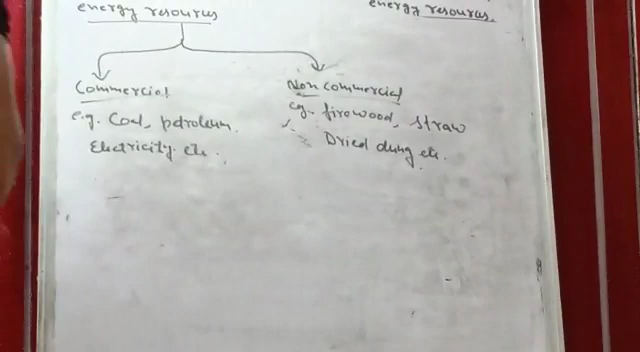 energy resources
energy resources.
Commercial
Non commercial
e.g. Coal, petroleum
eg. firewood, straw
Electricity etc.
Dried dung etc.